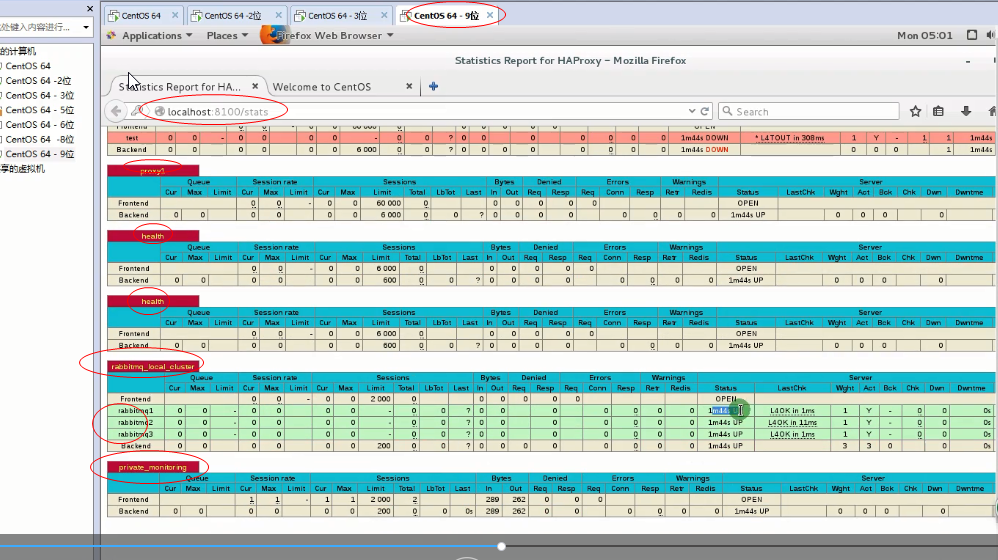 CentOS 64 CentOS 64 -2位 CentOS 64 - 3位 CentOS 64 - 9位
处键入内容进行...
的计算机
CentOS 64
CentOS 64 -2位
CentOS 64 - 3位
CentOS 64 - 5位
CentOS 64 - 6位
CentOS 64 -8位
CentOS 64 - 9位
享的虚拟机
Applications Places Firefox Web Browser Mon 05:01
Statistics Report for HAProxy - Mozilla Firefox
Statistics Report for HA... Welcome to CentOS
localhost:8100/stats Search
test 0 0 - 0 0 0 0 0 ? 0 0 0 0 0 0 0 1m44s DOWN * L4TOUT in 308ms 1 Y - 1 1 1m44s
Backend 0 0 0 0 0 0 6 000 0 0 ? 0 0 0 0 0 0 0 0 1m44s DOWN 0 0 0 1 1m44s
proxy1
Queue Session rate Sessions Bytes Denied Errors Warnings Server
Cur Max Limit Cur Max Limit Cur Max Limit Total LbTot Last In Out Req Resp Req Conn Resp Retr Redis Status LastChk Wght Act Bck Chk Dwn Dwntme
Frontend 0 0 - 0 0 60 000 0 0 0 0 0 0 OPEN
Backend 0 0 0 0 0 0 6 000 0 0 ? 0 0 0 0 0 0 0 0 1m44s UP 0 0 0 0
health
Queue Session rate Sessions Bytes Denied Errors Warnings Server
Cur Max Limit Cur Max Limit Cur Max Limit Total LbTot Last In Out Req Resp Req Conn Resp Retr Redis Status LastChk Wght Act Bck Chk Dwn Dwntme
Frontend 0 0 - 0 0 6 000 0 0 0 0 0 0 OPEN
Backend 0 0 0 0 0 0 600 0 0 ? 0 0 0 0 0 0 0 0 1m44s UP 0 0 0 0
health
Queue Session rate Sessions Bytes Denied Errors Warnings Server
Cur Max Limit Cur Max Limit Cur Max Limit Total LbTot Last In Out Req Resp Req Conn Resp Retr Redis Status LastChk Wght Act Bck Chk Dwn Dwntme
Frontend 0 0 - 0 0 6 000 0 0 0 0 0 0 OPEN
Backend 0 0 0 0 0 0 600 0 0 ? 0 0 0 0 0 0 0 0 1m44s UP 0 0 0 0
rabbitmq_local_cluster
Queue Session rate Sessions Bytes Denied Errors Warnings Server
Cur Max Limit Cur Max Limit Cur Max Limit Total LbTot Last In Out Req Resp Req Conn Resp Retr Redis Status LastChk Wght Act Bck Chk Dwn Dwntme
Frontend 0 0 - 0 0 2 000 0 0 0 0 0 0 OPEN
rabbitmq1 0 0 - 0 0 0 0 - 0 0 ? 0 0 0 0 0 0 0 1m44s L4OK in 1ms 1 Y - 0 0 0s
rabbitmq2 0 0 - 0 0 0 0 - 0 0 ? 0 0 0 0 0 0 0 1m44s UP L4OK in 11ms 1 Y - 0 0 0s
rabbitmq3 0 0 - 0 0 0 0 - 0 0 ? 0 0 0 0 0 0 0 1m44s UP L4OK in 1ms 1 Y - 0 0 0s
Backend 0 0 0 0 0 0 200 0 0 ? 0 0 0 0 0 0 0 0 1m44s UP 3 3 0 0 0s
private_monitoring
Queue Session rate Sessions Bytes Denied Errors Warnings Server
Cur Max Limit Cur Max Limit Cur Max Limit Total LbTot Last In Out Req Resp Req Conn Resp Retr Redis Status LastChk Wght Act Bck Chk Dwn Dwntme
Frontend 1 1 - 1 1 2 000 2 289 262 0 0 0 OPEN
Backend 0 0 0 0 0 0 200 0 0 0s 289 262 0 0 0 0 0 0 1m44s UP 0 0 0 0